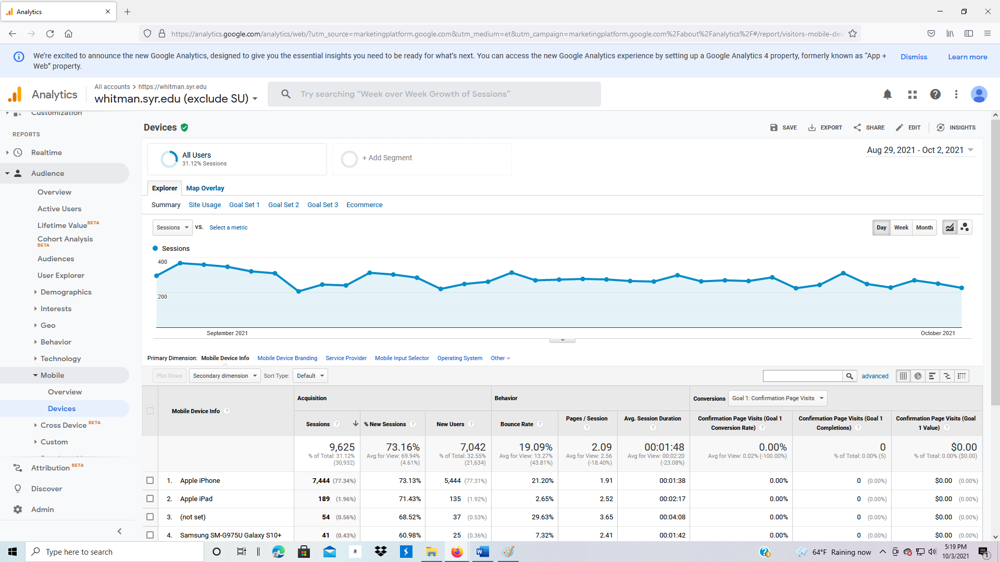 Analytics
https://analytics.google.com/analytics/web/?utm_source=marketingplatform.google.com&utm_medium=et&utm_campaign=marketingplatform.google.com%2Fabout%2Fanalytics%2F#/report/visitors-mobile-dev
We're excited to announce the new Google Analytics, designed to give you the essential insights you need to be ready for what's next. You can access the new Google Analytics experience by setting up a Google Analytics 4 property, formerly known as “App +
Web” property.
Dismiss
Learn more
Analytics
All accounts > https://whitman.syr.edu
whitman.syr.edu (exclude SU)
Try searching “Week over Week Growth of Sessions”
Customization
REPORTS
Realtime
Audience
Overview
Active Users
Lifetime Value BETA
Cohort Analysis
BETA
Audiences
User Explorer
Demographics
Interests
Geo
Behavior
Technology
Mobile
Overview
Devices
Cross Device BETA
Custom
Attribution BETA
Discover
Admin
Devices
SAVE EXPORT SHARE EDIT INSIGHTS
All Users
31.12% Sessions
+ Add Segment
Aug 29, 2021 - Oct 2, 2021
Explorer Map Overlay
Summary Site Usage Goal Set 1 Goal Set 2 Goal Set 3 Ecommerce
Sessions vs. Select a metric
Day Week Month
Sessions
400
200
September 2021 October 2021
Primary Dimension: Mobile Device Info Mobile Device Branding Service Provider Mobile Input Selector Operating System Other
Plot Rows Secondary dimension Sort Type: Default advanced
Mobile Device Info ?
Acquisition Behavior Conversions Goal 1: Confirmation Page Visits
Sessions ? % New Sessions ? New Users ? Bounce Rate ? Pages / Session ? Avg. Session Duration ? Confirmation Page Visits (Goal 1 Conversion Rate) ? Confirmation Page Visits (Goal 1 Completions) ? Confirmation Page Visits (Goal 1 Value) ?
9,625 73.16% 7,042 19.09% 2.09 00:01:48 0.00% 0 $0.00
% of Total: 31.12% Avg for View: 69.94% % of Total: 32.55% Avg for View: 13.27% Avg for View: 2.56 Avg for View: 00:02:20 Avg for View: 0.02% (-100.00%) % of Total: 0.00% (5) % of Total: 0.00% ($0.00)
(30,932) (4.61%) (21,634) (43.81%) (-18.40%) (-23.08%)
1. Apple iPhone 7,444 (77.34%) 73.13% 5,444 (77.31%) 21.20% 1.91 00:01:38 0.00% 0 (0.00%) $0.00 (0.00%)
2. Apple iPad 189 (1.96%) 71.43% 135 (1.92%) 2.65% 2.52 00:02:17 0.00% 0 (0.00%) $0.00 (0.00%)
3. (not set) 54 (0.56%) 68.52% 37 (0.53%) 29.63% 3.65 00:04:08 0.00% 0 (0.00%) $0.00 (0.00%)
4. Samsung SM-G975U Galaxy S10+ 41 (0.43%) 60.98% 25 (0.36%) 7.32% 2.41 00:01:42 0.00% 0 (0.00%) $0.00 (0.00%)
Type here to search
a
64°F Raining now
5:19 PM
10/3/2021
1